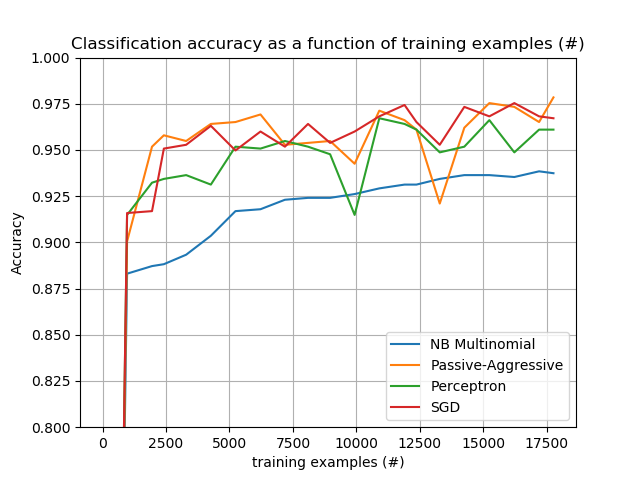 Classification accuracy as a function of training examples (#)
1.000
0.975
0.950
0.925
0.900
0.875
0.850
0.825
0.800
Accuracy
NB Multinomial
Passive-Aggressive
Perceptron
SGD
0 2500 5000 7500 10000 12500 15000 17500
training examples (#)